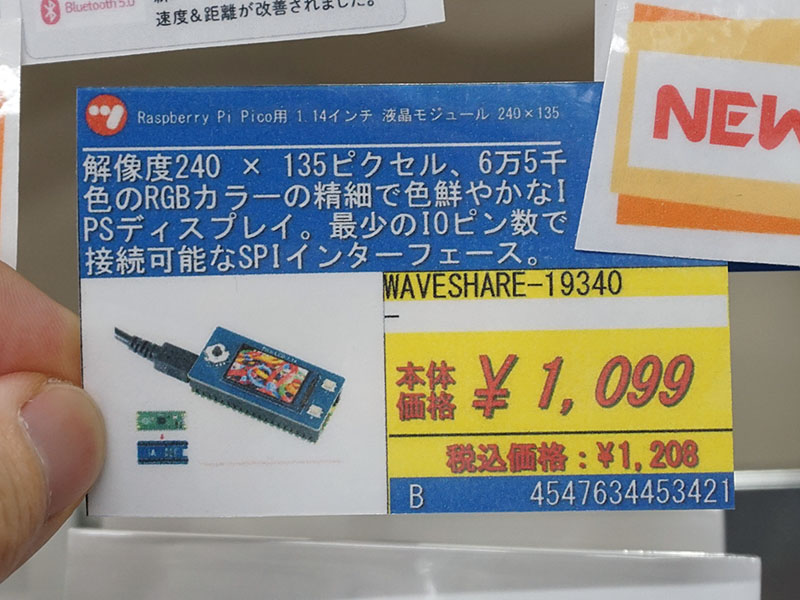 Bluetooth 5.0
速度&距離が改善されました。
NEW
Raspberry Pi Pico用 1.14インチ 液晶モジュール 240×135
解像度240 × 135ピクセル、6万5千
色のRGBカラーの精細で色鮮やかなI
PSディスプレイ。最少のIOピン数で
接続可能なSPIインターフェース。
WAVESHARE-19340
本体
価格
¥1,099
税込価格:¥1,208
B 4547634453421